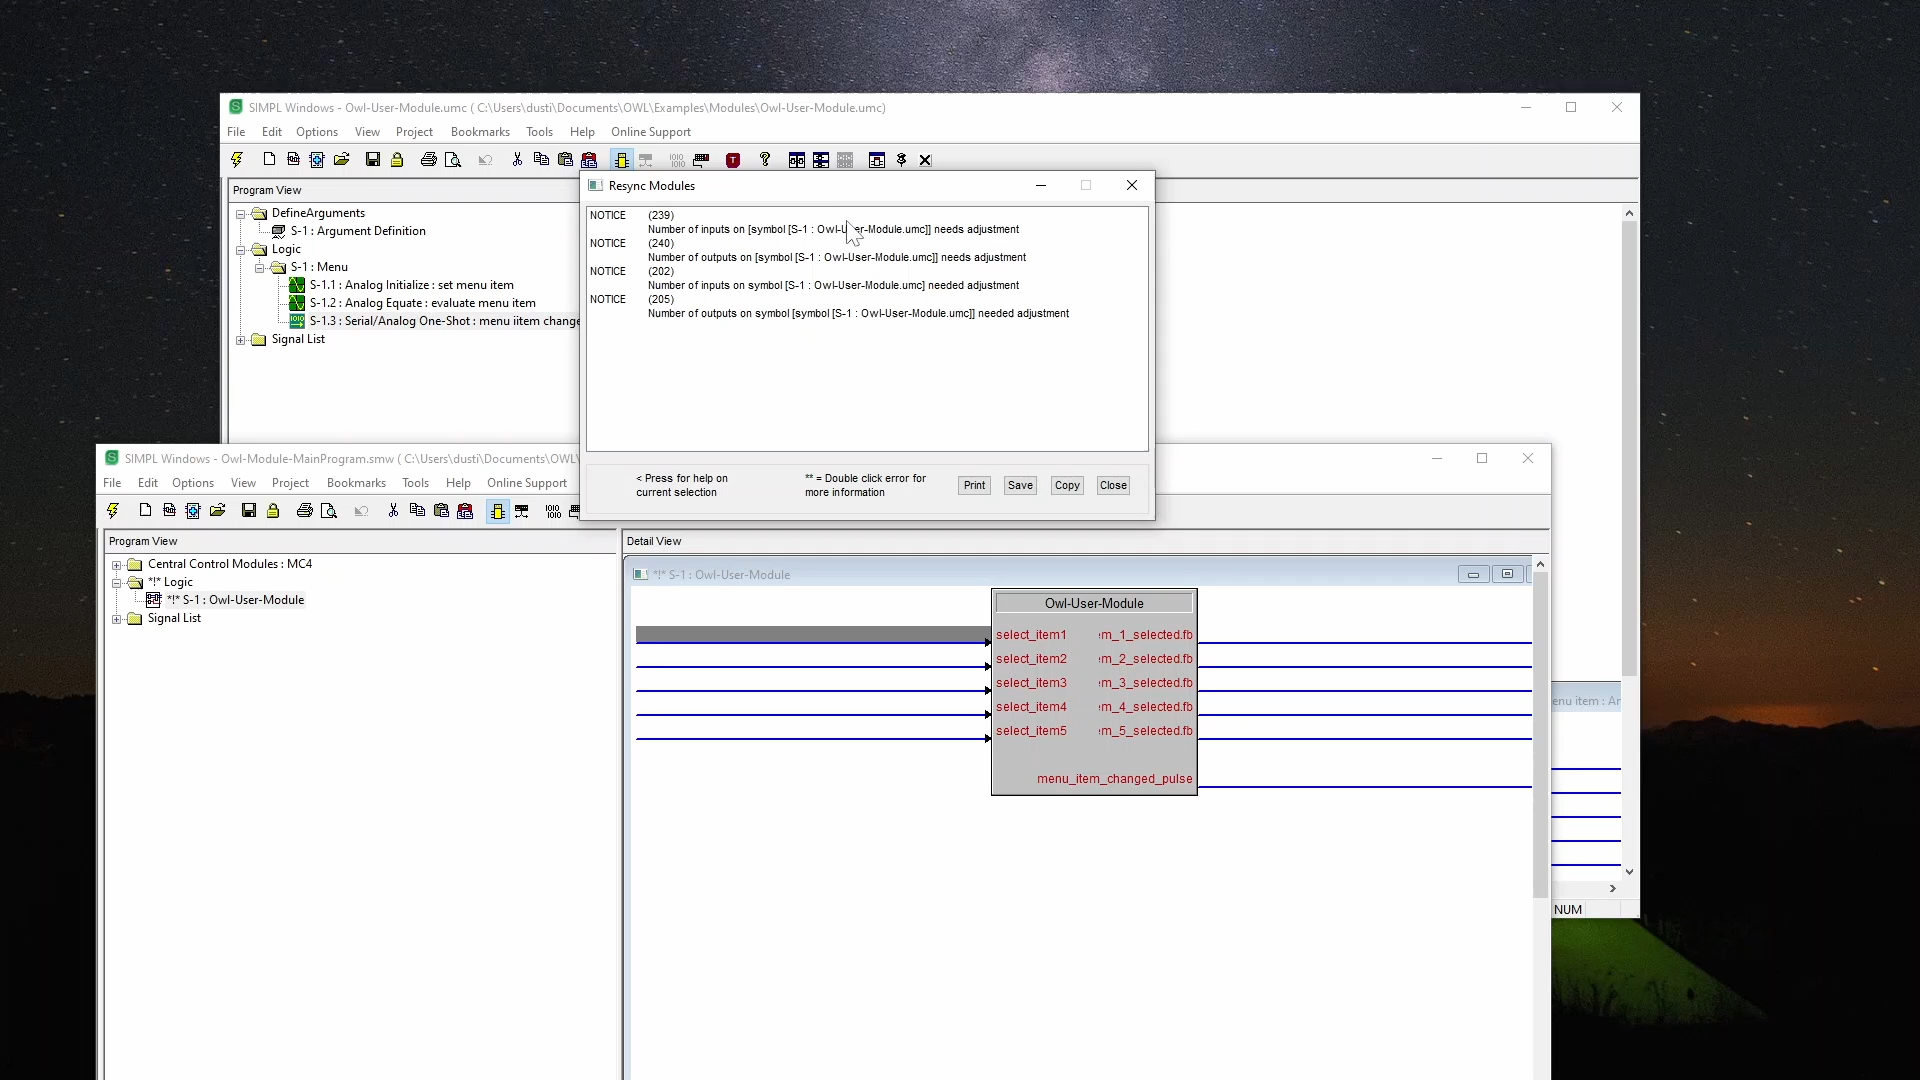 SIMPL Windows - Owl-User-Module.umc ( C:\Users\dusti\Documents\OWL\Examples\Modules\Owl-User-Module.umc)
File Edit Options View Project Bookmarks Tools Help Online Support
Program View
DefineArguments
S-1 : Argument Definition
Logic
S-1 : Menu
S-1.1 : Analog Initialize : set menu item
S-1.2 : Analog Equate : evaluate menu item
S-1.3 : Serial/Analog One-Shot : menu iitem change
Signal List
Resync Modules
NOTICE (239)
Number of inputs on [symbol [S-1 : Owl-User-Module.umc]] needs adjustment
NOTICE (240)
Number of outputs on [symbol [S-1 : Owl-User-Module.umc]] needs adjustment
NOTICE (202)
Number of inputs on symbol [S-1 : Owl-User-Module.umc] needed adjustment
NOTICE (205)
Number of outputs on symbol [symbol [S-1 : Owl-User-Module.umc]] needed adjustment
< Press for help on
current selection
** = Double click error for
more information
Print Save Copy Close
SIMPL Windows - Owl-Module-MainProgram.smw ( C:\Users\dusti\Documents\OWL\
File Edit Options View Project Bookmarks Tools Help Online Support
Program View
Central Control Modules : MC4
*!* Logic
*!* S-1 : Owl-User-Module
Signal List
Detail View
*!* S-1 : Owl-User-Module
Owl-User-Module
select_item1 m_1_selected.fb
select_item2 m_2_selected.fb
select_item3 m_3_selected.fb
select_item4 m_4_selected.fb
select_item5 m_5_selected.fb
menu_item_changed_pulse
enu item : Ar
NUM